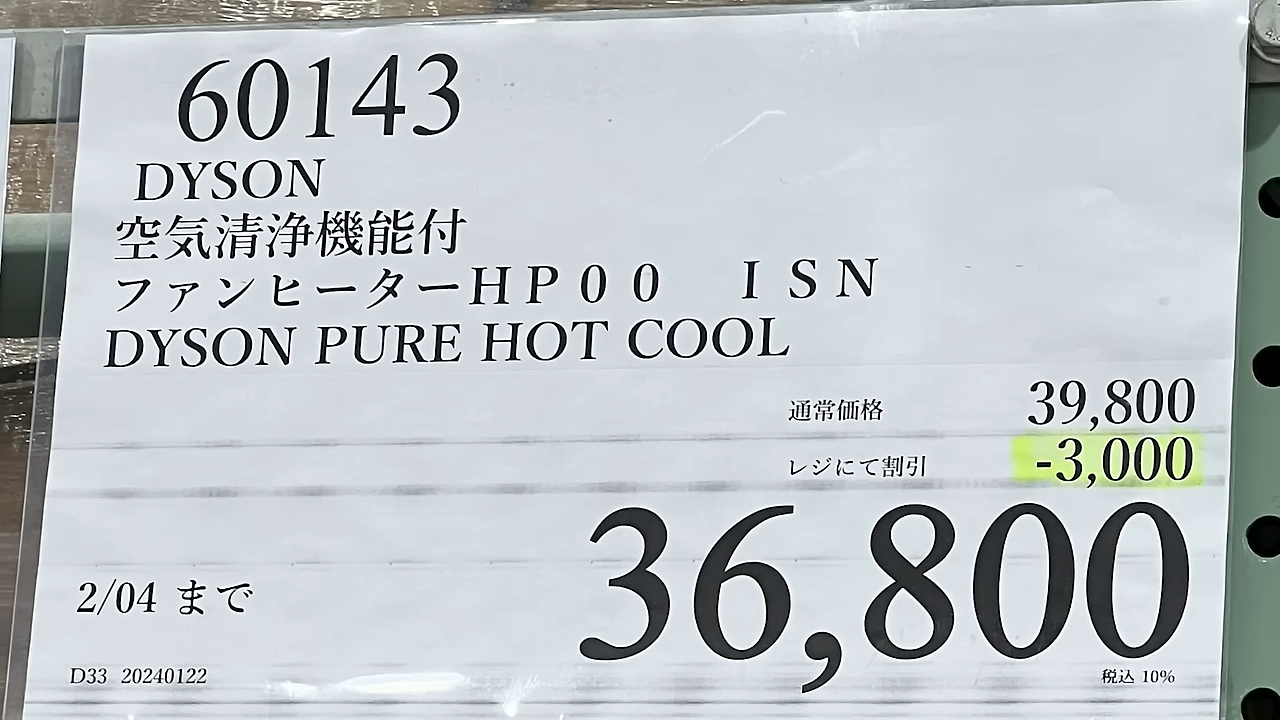 60143
DYSON
空気清浄機能付
ファンヒーターＨＰ００　ＩＳＮ
DYSON PURE HOT COOL
通常価格 39,800
レジにて割引 -3,000
36,800
2/04 まで
D33 20240122
税込 10%